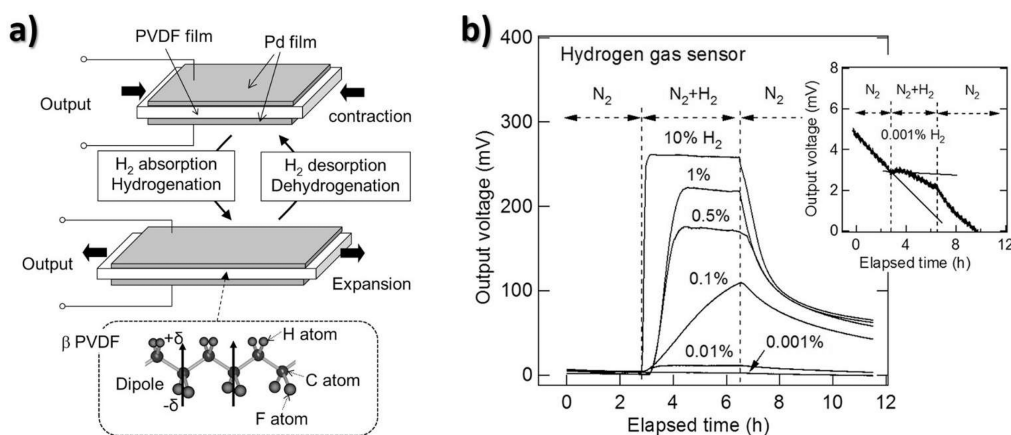 a)
PVDF film
Pd film
Output
contraction
H₂ absorption
Hydrogenation
H₂ desorption
Dehydrogenation
Output
Expansion
β PVDF
+δ
Dipole
-δ
H atom
C atom
F atom
b)
400
300
200
100
0
Output voltage (mV)
Hydrogen gas sensor
N₂
N₂+H₂
N₂
10% H₂
1%
0.5%
0.1%
0.01%
0.001%
0
2
4
6
8
10
12
Elapsed time (h)
8
6
4
2
0
Output voltage (mV)
N₂
N₂+H₂
N₂
0.001% H₂
0
4
8
12
Elapsed time (h)